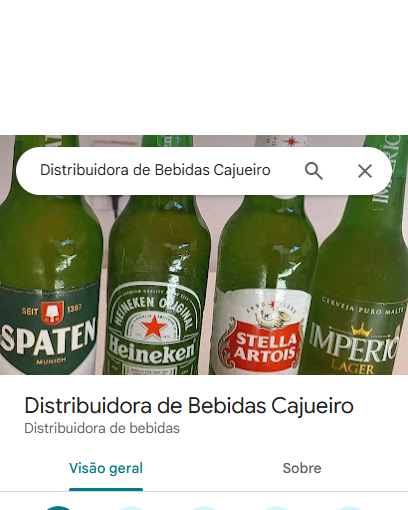 Distribuidora de Bebidas Cajueiro
SEIT 1397
SPATEN
MUNICH
HEINEKEN ORIGINAL
Heineken
STELLA
ARTOIS
CERVEJA PURO MALTE
IMPERIO
LAGER
Distribuidora de Bebidas Cajueiro
Distribuidora de bebidas
Visão geral
Sobre